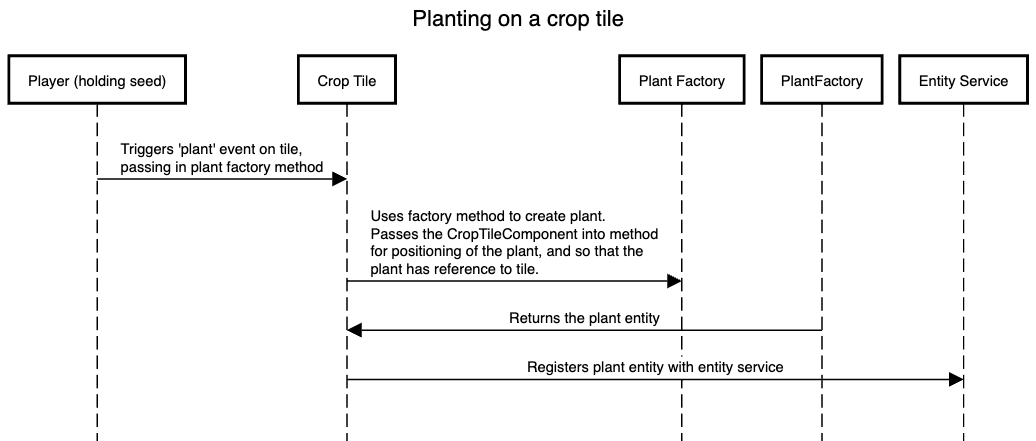 Planting on a crop tile
Player (holding seed)
Crop Tile
Plant Factory
PlantFactory
Entity Service
Triggers 'plant' event on tile,
passing in plant factory method
Uses factory method to create plant.
Passes the CropTileComponent into method
for positioning of the plant, and so that the
plant has reference to tile.
Returns the plant entity
Registers plant entity with entity service